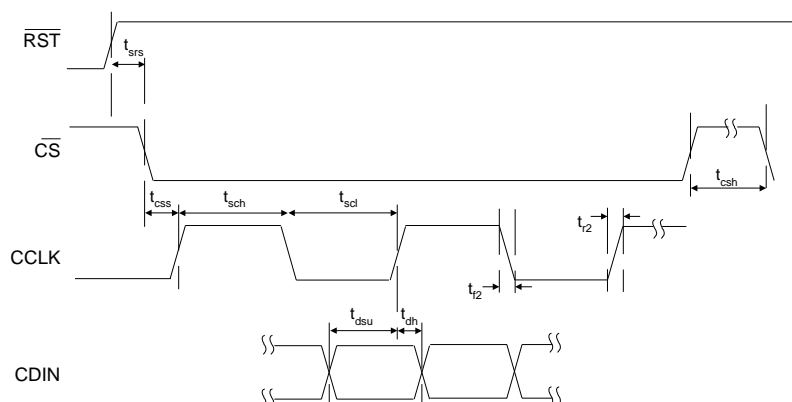 RST
t_srs
CS
t_csh
t_css
t_sch
t_scl
t_r2
CCLK
t_f2
t_dsu
t_dh
CDIN